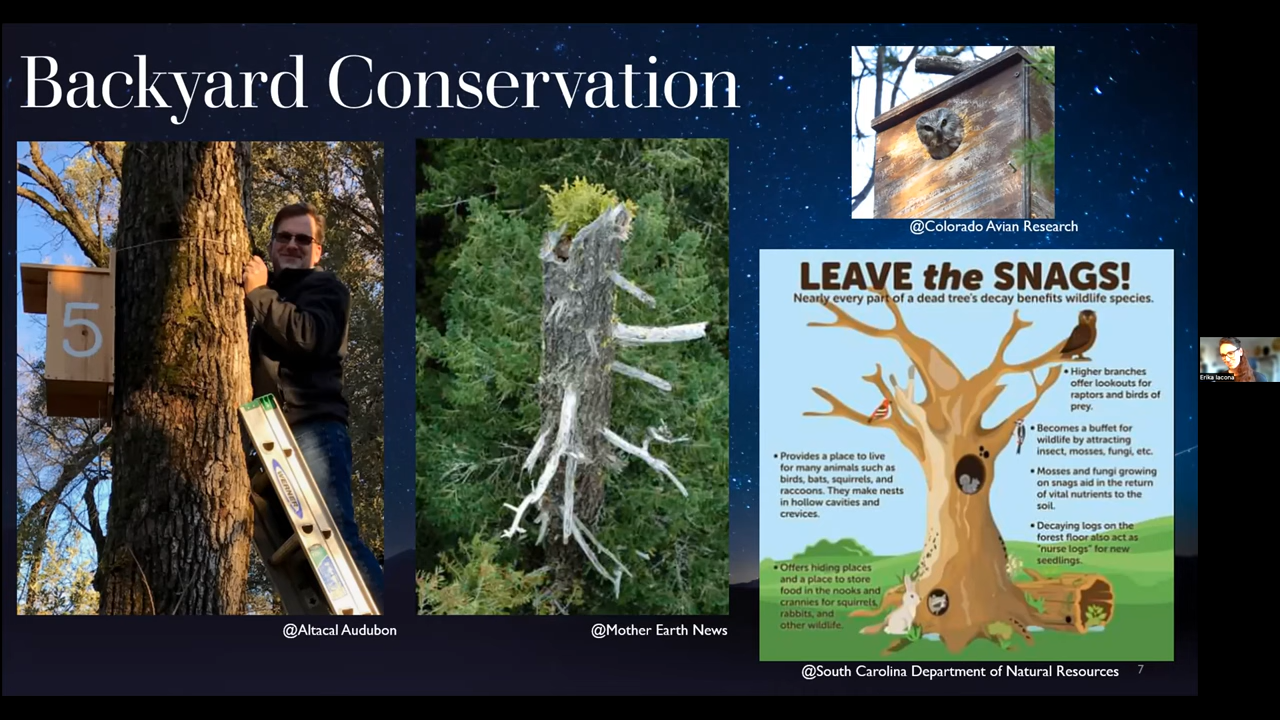 Backyard Conservation
5
WERNER
@Altacal Audubon
@Mother Earth News
@Colorado Avian Research
LEAVE the SNAGS!
Nearly every part of a dead tree's decay benefits wildlife species.
• Higher branches
offer lookouts for
raptors and birds of
prey.
• Becomes a buffet for
wildlife by attracting
insect, mosses, fungi, etc.
• Mosses and fungi growing
on snags aid in the return
of vital nutrients to the
soil.
• Decaying logs on the
forest floor also act as
"nurse logs" for new
seedlings.
• Provides a place to live
for many animals such as
birds, bats, squirrels, and
raccoons. They make nests
in hollow cavities and
crevices.
• Offers hiding places
and a place to store
food in the nooks and
crannies for squirrels,
rabbits, and
other wildlife.
@South Carolina Department of Natural Resources
7
Erika Iacona